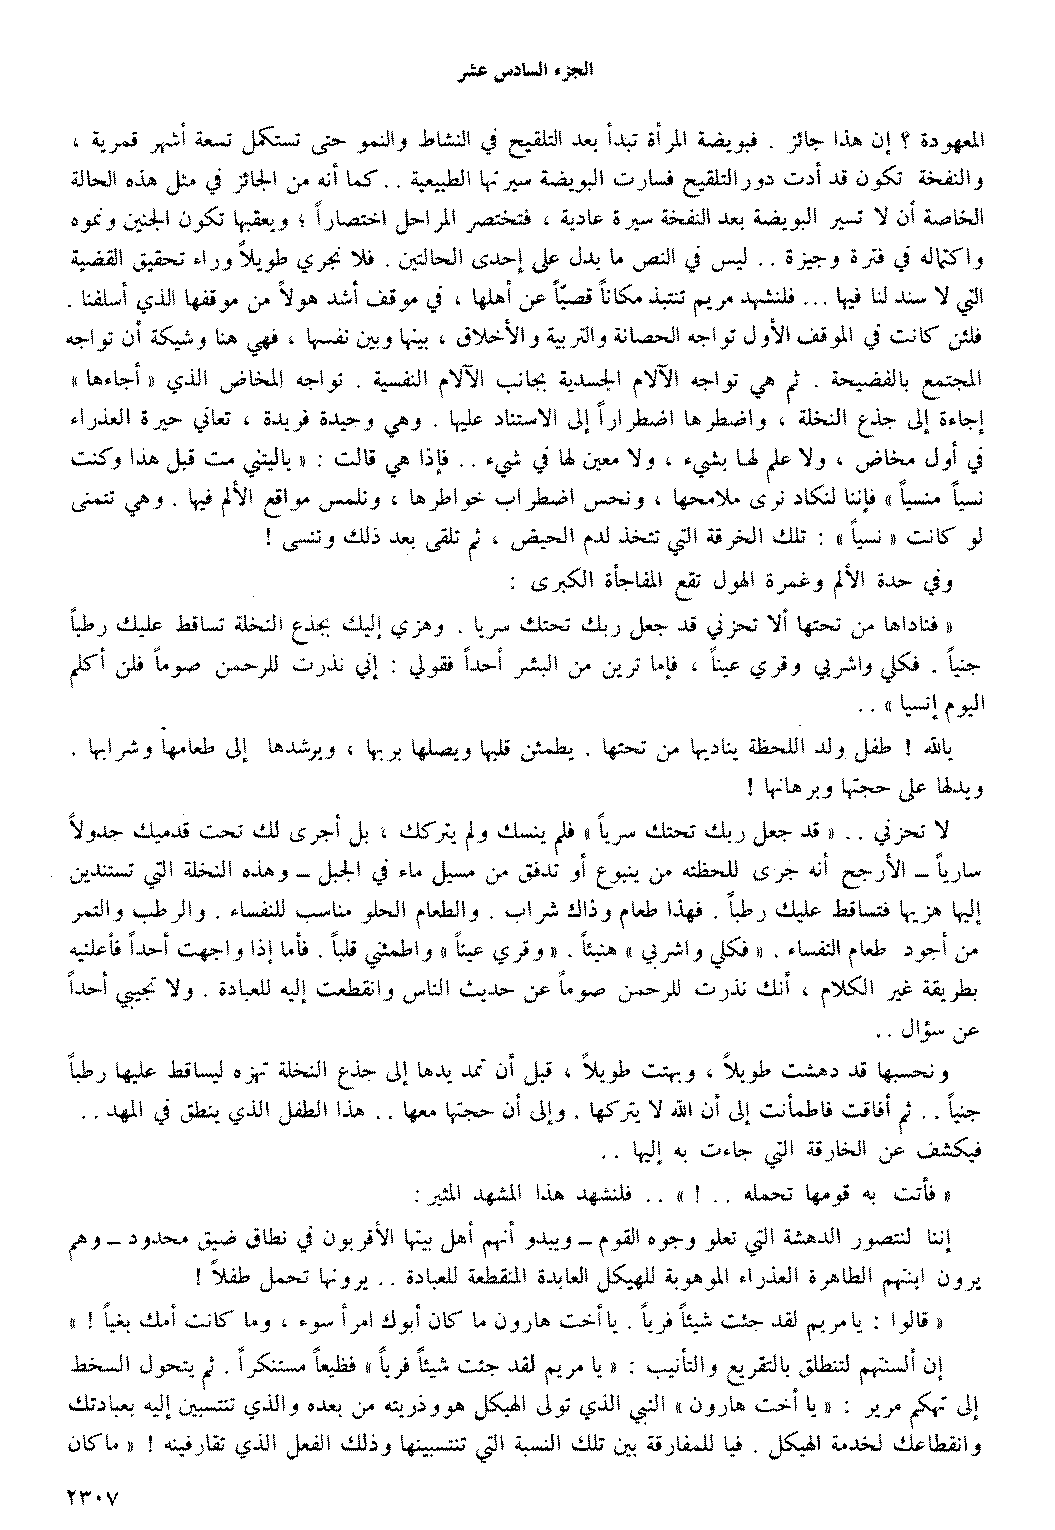 الجزء السادس عشر
المعهودة ؟ إن هذا جائز . فبويضة المرأة تبدأ بعد التلقيح في النشاط والنمو حتى تستكمل تسعة أشهر قمرية ،
والنفخة تكون قد أدت دور التلقيح فسارت البويضة سيرتها الطبيعية .. كما أنه من الجائز في مثل هذه الحالة
الخاصة أن لا تسير البويضة بعد النفخة سيرة عادية ، فتختصر المراحل اختصاراً ؛ ويعقبها تكون الجنين ونموه
واكتماله في فترة وجيزة .. ليس في النص ما يدل على إحدى الحالتين . فلا نجري طويلاً وراء تحقيق القضية
التي لا سند لنا فيها ... فلنشهد مريم تنتبذ مكاناً قصيّاً عن أهلها ، في موقف أشد هولاً من موقفها الذي أسلفنا .
فلئن كانت في الموقف الأول تواجه الحصانة والتربية والأخلاق ، بينها وبين نفسها ، فهي هنا وشيكة أن تواجه
المجتمع بالفضيحة . ثم هي تواجه الآلام الجسدية بجانب الآلام النفسية . تواجه المخاض الذي « أجاءها »
إجاءة إلى جذع النخلة ، واضطرها اضطراراً إلى الاستناد عليها . وهي وحيدة فريدة ، تعاني حيرة العذراء
في أول مخاض ، ولا علم لها بشيء ، ولا معين لها في شيء .. فإذا هي قالت : « ياليتني مت قبل هذا وكنت
نسياً منسياً » فإننا لنكاد نرى ملامحها ، ونحس اضطراب خواطرها ، ونلمس مواقع الألم فيها . وهي تتمنى
لو كانت « نسياً » : تلك الخرقة التي تتخذ لدم الحيض ، ثم تلقى بعد ذلك وتنسى !
وفي حدة الألم وغمرة الهول تقع المفاجأة الكبرى :
« فناداها من تحتها ألا تحزني قد جعل ربك تحتك سريا . وهزي إليك بجذع النخلة تساقط عليك رطباً
جنياً . فكلي واشربي وقري عيناً ، فإما ترين من البشر أحداً فقولي : إني نذرت للرحمن صوماً فلن أكلم
اليوم إنسيا » ..
يالله ! طفل ولد اللحظة يناديها من تحتها . يطمئن قلبها ويصلها بربها ، ويرشدها إلى طعامها وشرابها .
ويدلها على حجتها وبرهانها !
لا تحزني .. « قد جعل ربك تحتك سرياً » فلم ينسك ولم يتركك ، بل أجرى لك تحت قدميك جدولاً
سارياً – الأرجح أنه جرى للحظته من ينبوع أو تدفق من مسيل ماء في الجبل – وهذه النخلة التي تستندين
إليها هزيها فتساقط عليك رطباً . فهذا طعام وذاك شراب . والطعام الحلو مناسب للنفساء . والرطب والتمر
من أجود طعام النفساء . « فكلي واشربي » هنيئاً . « وقري عيناً » واطمئني قلباً . فأما إذا واجهت أحداً فأعلنيه
بطريقة غير الكلام ، أنك نذرت للرحمن صوماً عن حديث الناس وانقطعت إليه للعبادة . ولا تجيبي أحداً
عن سؤال ..
ونحسبها قد دهشت طويلاً ، وبهتت طويلاً ، قبل أن تمد يدها إلى جذع النخلة تهزه ليساقط عليها رطباً
جنياً .. ثم أفاقت فاطمأنت إلى أن الله لا يتركها . وإلى أن حجتها معها .. هذا الطفل الذي ينطق في المهد ..
فيكشف عن الخارقة التي جاءت به إليها ..
« فأتت به قومها تحمله .. ! » .. فلنشهد هذا المشهد المثير :
إننا لنتصور الدهشة التي تعلو وجوه القوم – ويبدو أنهم أهل بيتها الأقربون في نطاق ضيق محدود – وهم
يرون ابنتهم الطاهرة العذراء الموهوبة للهيكل العابدة المنقطعة للعبادة .. يرونها تحمل طفلاً !
« قالوا : يا مريم لقد جئت شيئاً فرياً . يا أخت هارون ما كان أبوك امرأ سوء ، وما كانت أمك بغياً ! »
إن ألسنتهم لتنطلق بالتقريع والتأنيب : « يا مريم لقد جئت شيئاً فرياً » فظيعاً مستنكراً . ثم يتحول السخط
إلى تهكم مرير : « يا أخت هارون » النبي الذي تولى الهيكل هو وذريته من بعده والذي تنتسبين إليه بعبادتك
وانقطاعك لخدمة الهيكل . فيا للمفارقة بين تلك النسبة التي تنتسبينها وذلك الفعل الذي تقارفينه ! « ما كان
٢٣٠٧